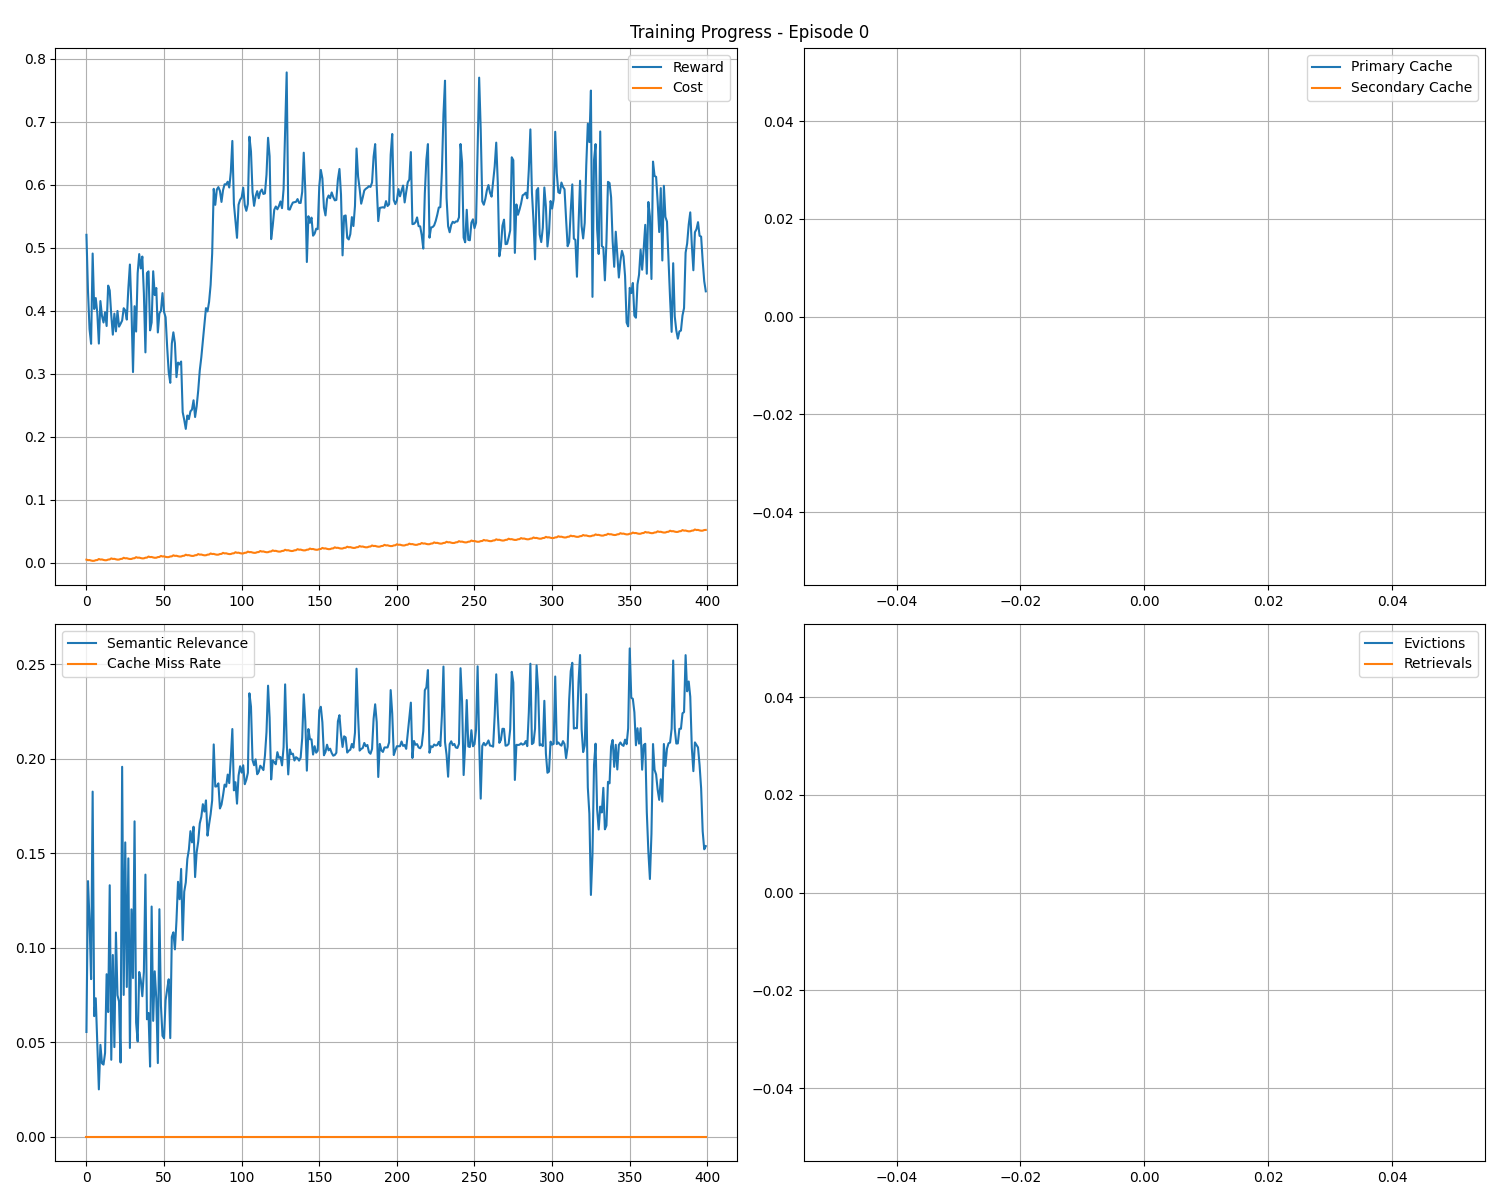 Training Progress - Episode 0
Reward
Cost
0.8
0.7
0.6
0.5
0.4
0.3
0.2
0.1
0.0
0 50 100 150 200 250 300 350 400
Primary Cache
Secondary Cache
0.04
0.02
0.00
−0.02
−0.04
−0.04 −0.02 0.00 0.02 0.04
Semantic Relevance
Cache Miss Rate
0.25
0.20
0.15
0.10
0.05
0.00
0 50 100 150 200 250 300 350 400
Evictions
Retrievals
0.04
0.02
0.00
−0.02
−0.04
−0.04 −0.02 0.00 0.02 0.04